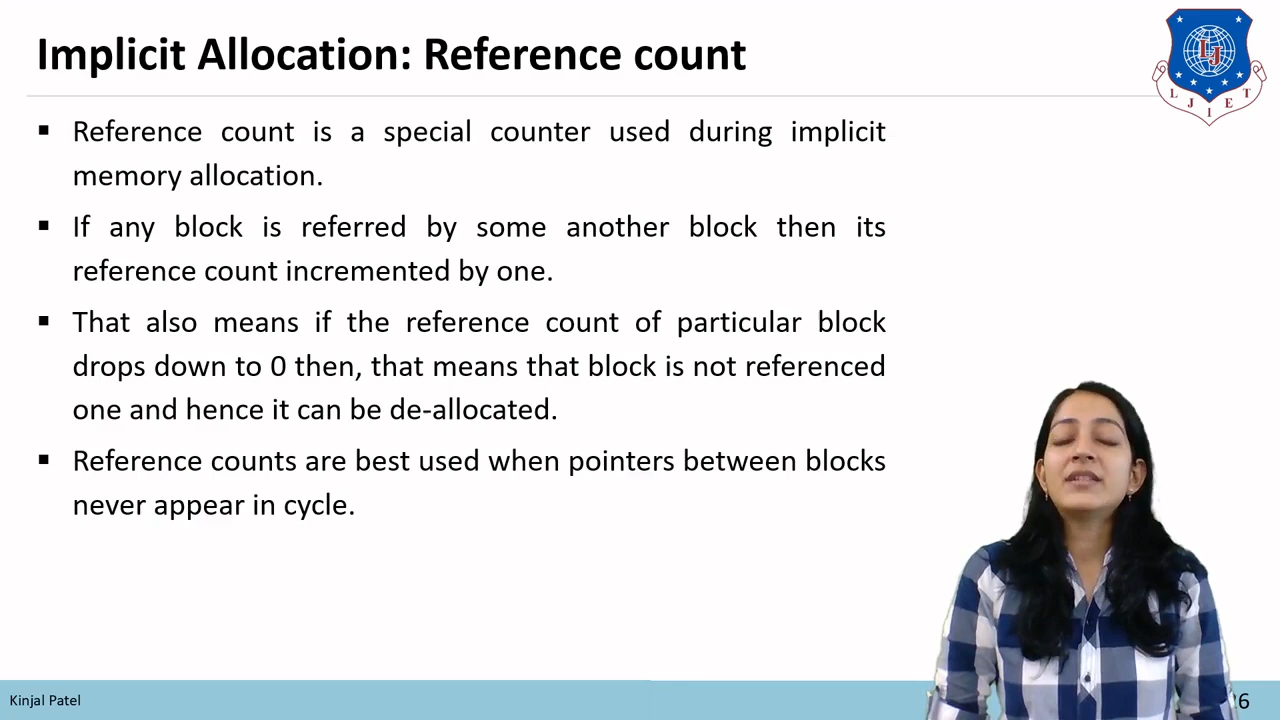 Implicit Allocation: Reference count
▪ Reference count is a special counter used during implicit
memory allocation.
▪ If any block is referred by some another block then its
reference count incremented by one.
▪ That also means if the reference count of particular block
drops down to 0 then, that means that block is not referenced
one and hence it can be de-allocated.
▪ Reference counts are best used when pointers between blocks
never appear in cycle.
LJ
L J I E T
Kinjal Patel
6